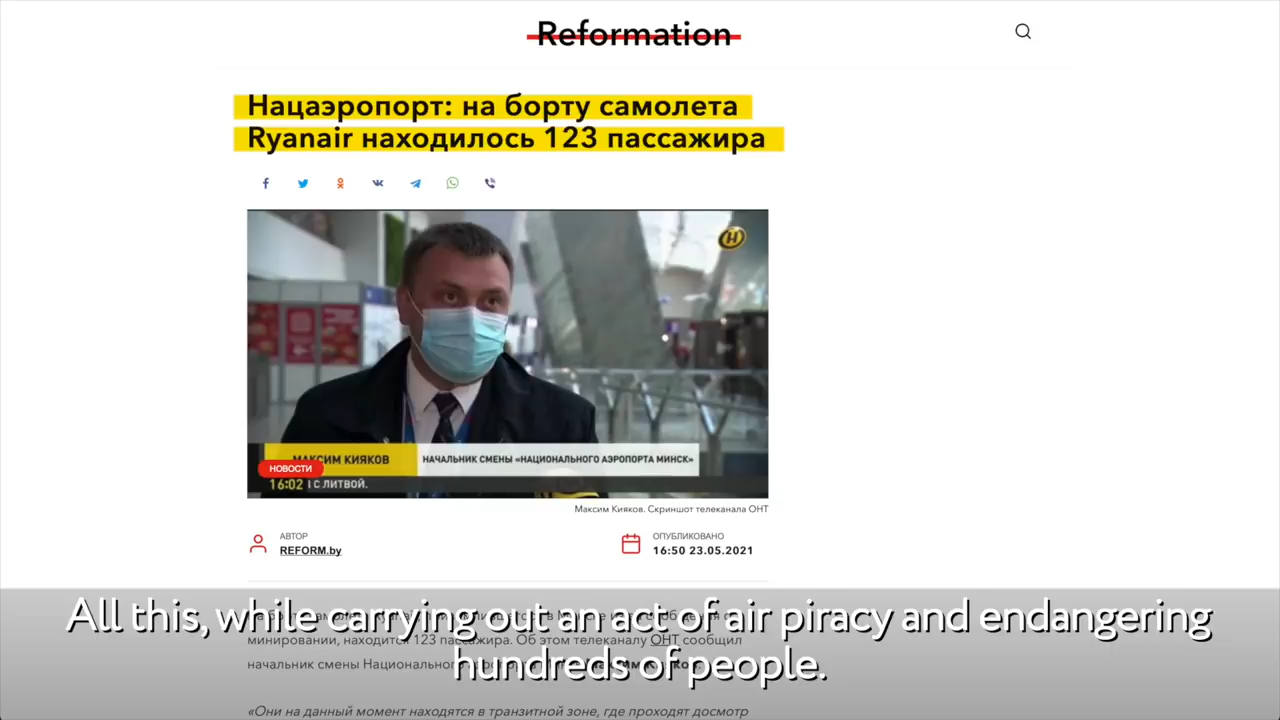 Reformation
Нацаэропорт: на борту самолета
Ryanair находилось 123 пассажира
МАКСИМ КИЯКОВ
НАЧАЛЬНИК СМЕНЫ «НАЦИОНАЛЬНОГО АЭРОПОРТА МИНСК»
НОВОСТИ
16:02 С ЛИТВОЙ.
Максим Кияков. Скриншот телеканала ОНТ
АВТОР
REFORM.by
ОПУБЛИКОВАНО
16:50 23.05.2021
All this, while carrying out an act of air piracy and endangering
hundreds of people.
минировании, находится 123 пассажира. Об этом телеканалу ОНТ сообщил
начальник смены Национального
«Они на данный момент находятся в транзитной зоне, где проходят досмотр